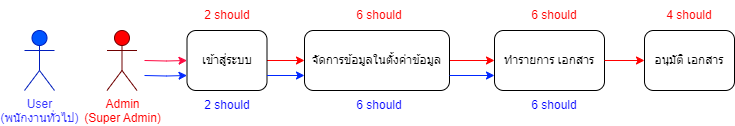 2 should
6 should
6 should
4 should
เข้าสู่ระบบ
จัดการข้อมูลในตั้งค่าข้อมูล
ทำรายการ เอกสาร
อนุมัติ เอกสาร
User
(พนักงานทั่วไป)
Admin
(Super Admin)
2 should
6 should
6 should